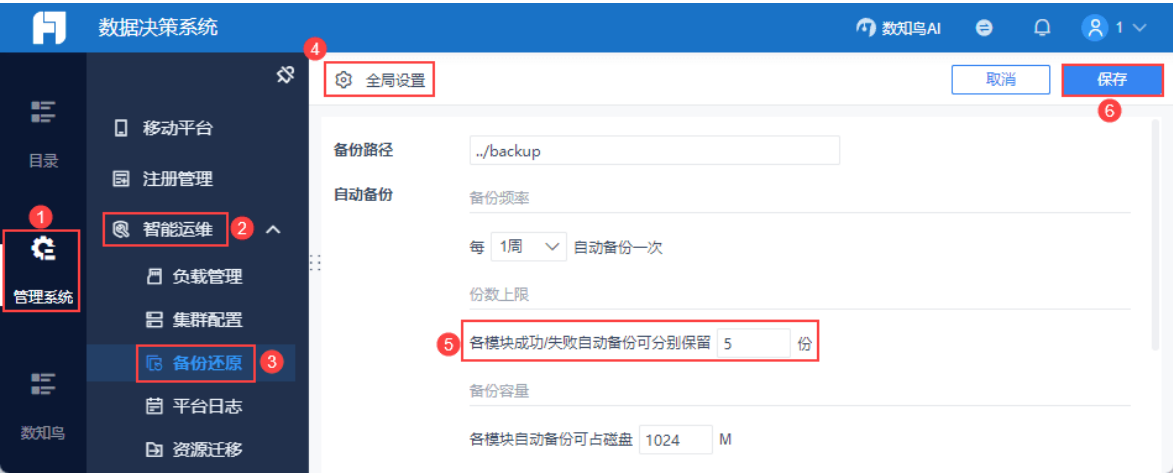 数据决策系统
数知鸟AI
1
4
全局设置
取消
保存
6
目录
移动平台
注册管理
1
智能运维
2
管理系统
负载管理
集群配置
备份还原
3
平台日志
数知鸟
资源迁移
备份路径
../backup
自动备份
备份频率
每 1周 自动备份一次
份数上限
5
各模块成功/失败自动备份可分别保留 5 份
备份容量
各模块自动备份可占磁盘 1024 M